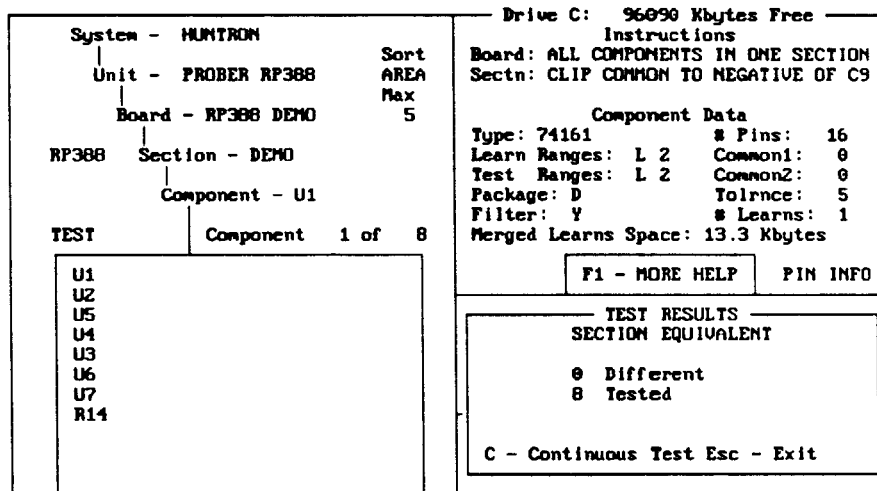 System - HUNTRON
Sort
Unit - PROBER RP388
AREA
Max
Board - RP388 DEMO
5
RP388 Section - DEMO
Component - U1
TEST Component 1 of 8
U1
U2
U5
U4
U3
U6
U7
R14
Drive C: 96090 Kbytes Free
Instructions
Board: ALL COMPONENTS IN ONE SECTION
Sectn: CLIP COMMON TO NEGATIVE OF C9
Component Data
Type: 74161 # Pins: 16
Learn Ranges: L 2 Common1: 0
Test Ranges: L 2 Common2: 0
Package: D Tolrnce: 5
Filter: Y # Learns: 1
Merged Learns Space: 13.3 Kbytes
F1 - MORE HELP PIN INFO
TEST RESULTS
SECTION EQUIVALENT
0 Different
8 Tested
C - Continuous Test Esc - Exit